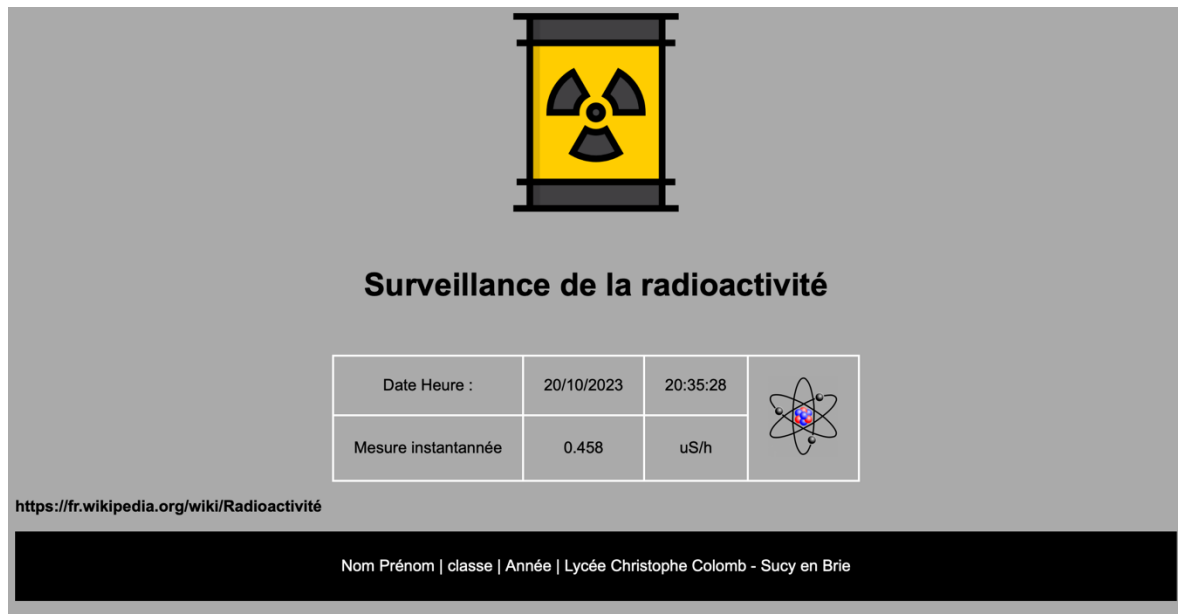 Surveillance de la radioactivité
Date Heure : 20/10/2023 20:35:28
Mesure instantannée 0.458 uS/h
https://fr.wikipedia.org/wiki/Radioactivité
Nom Prénom | classe | Année | Lycée Christophe Colomb - Sucy en Brie